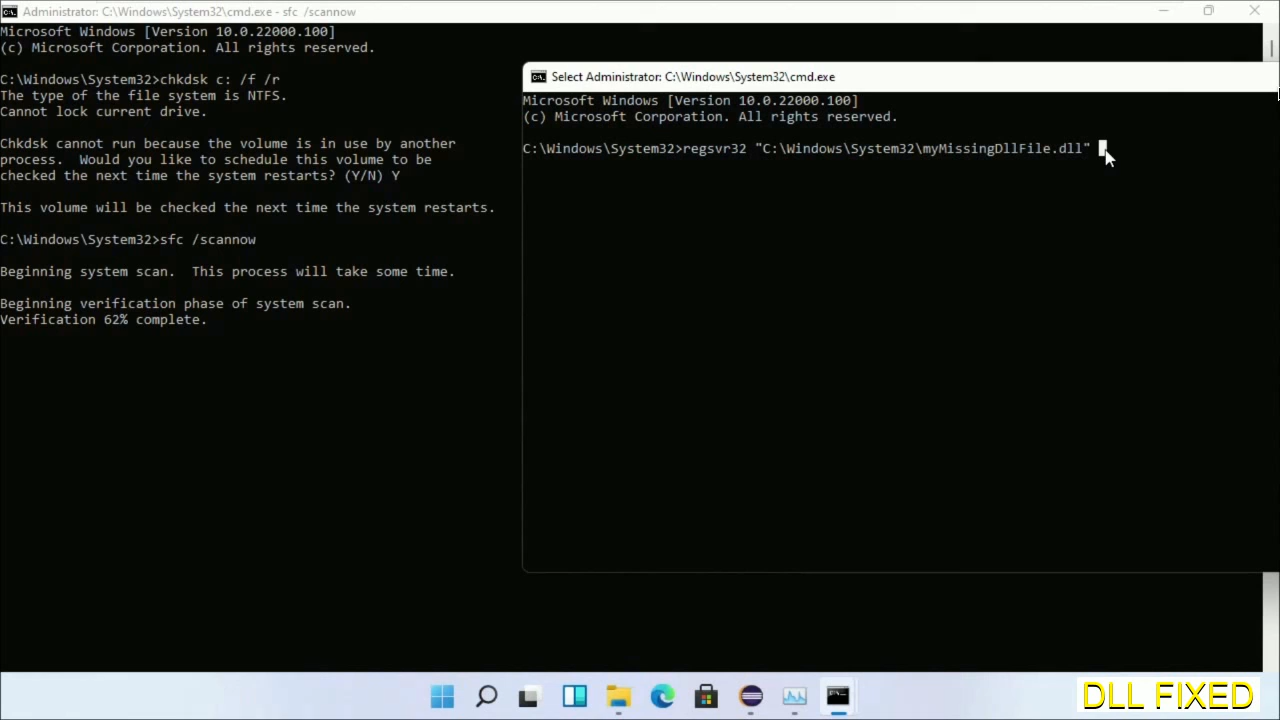 Administrator: C:\Windows\System32\cmd.exe - sfc /scannow
Microsoft Windows [Version 10.0.22000.100]
(c) Microsoft Corporation. All rights reserved.
C:\Windows\System32>chkdsk c: /f /r
The type of the file system is NTFS.
Cannot lock current drive.
Chkdsk cannot run because the volume is in use by another
process.  Would you like to schedule this volume to be
checked the next time the system restarts? (Y/N) Y
This volume will be checked the next time the system restarts.
C:\Windows\System32>sfc /scannow
Beginning system scan.  This process will take some time.
Beginning verification phase of system scan.
Verification 62% complete.
Select Administrator: C:\Windows\System32\cmd.exe
Microsoft Windows [Version 10.0.22000.100]
(c) Microsoft Corporation. All rights reserved.
C:\Windows\System32>regsvr32 "C:\Windows\System32\myMissingDllFile.dll"
DLL FIXED